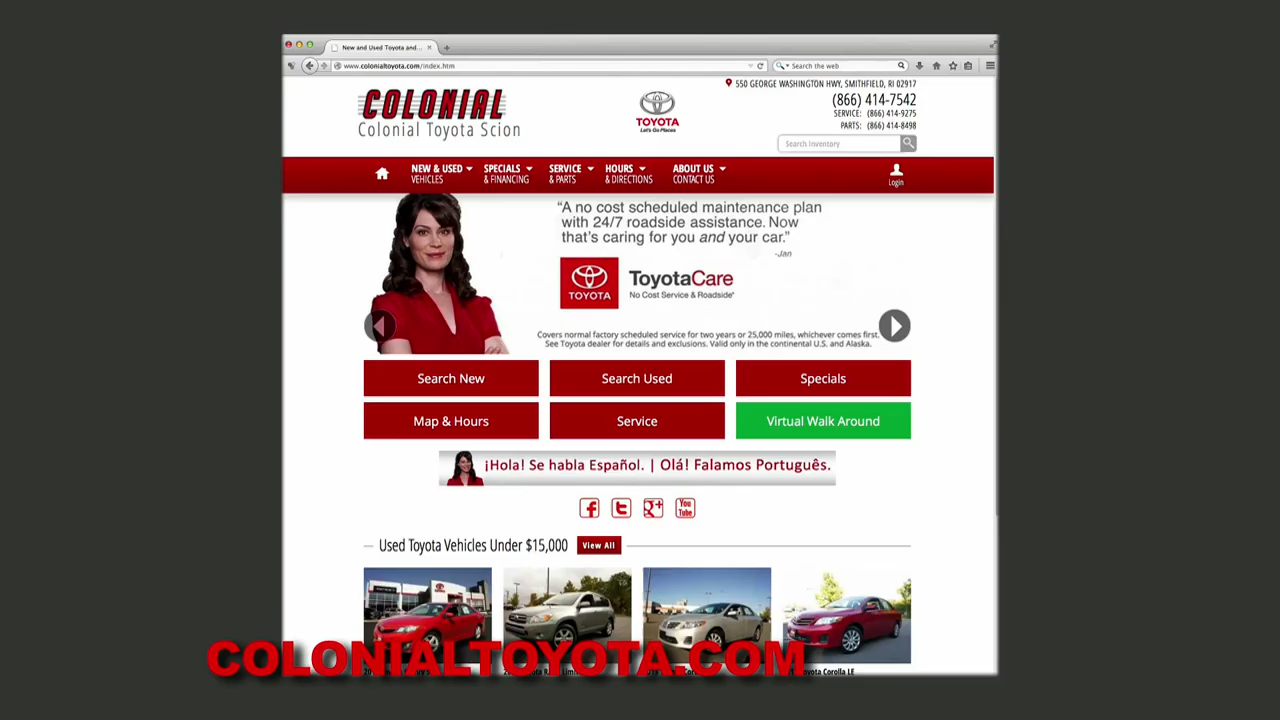 New and Used Toyota and...
www.colonialtoyota.com/index.htm
Search the web
550 GEORGE WASHINGTON HWY, SMITHFIELD, RI 02917
COLONIAL
Colonial Toyota Scion
TOYOTA
Let's Go Places
(866) 414-7542
SERVICE: (866) 414-9275
PARTS: (866) 414-8498
Search Inventory
NEW & USED
VEHICLES
SPECIALS
& FINANCING
SERVICE
& PARTS
HOURS
& DIRECTIONS
ABOUT US
CONTACT US
Login
“A no cost scheduled maintenance plan
with 24/7 roadside assistance. Now
that’s caring for you and your car.”
-Jan
TOYOTA
ToyotaCare
No Cost Service & Roadside*
Covers normal factory scheduled service for two years or 25,000 miles, whichever comes first.
See Toyota dealer for details and exclusions. Valid only in the continental U.S. and Alaska.
Search New
Search Used
Specials
Map & Hours
Service
Virtual Walk Around
¡Hola! Se habla Español. | Olá! Falamos Português.
You
Tube
Used Toyota Vehicles Under $15,000
View All
COLONIALTOYOTA.COM
Corolla LE